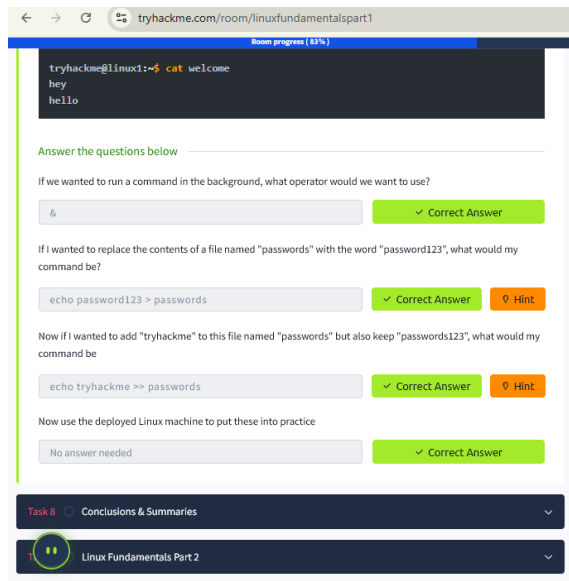 tryhackme.com/room/linuxfundamentalspart1
Room progress ( 83% )
tryhackme@linux1:~$ cat welcome
hey
hello
Answer the questions below
If we wanted to run a command in the background, what operator would we want to use?
&
Correct Answer
If I wanted to replace the contents of a file named "passwords" with the word "password123", what would my
command be?
echo password123 > passwords
Correct Answer
Hint
Now if I wanted to add "tryhackme" to this file named "passwords" but also keep "passwords123", what would my
command be
echo tryhackme >> passwords
Correct Answer
Hint
Now use the deployed Linux machine to put these into practice
No answer needed
Correct Answer
Task 8 Conclusions & Summaries
Linux Fundamentals Part 2